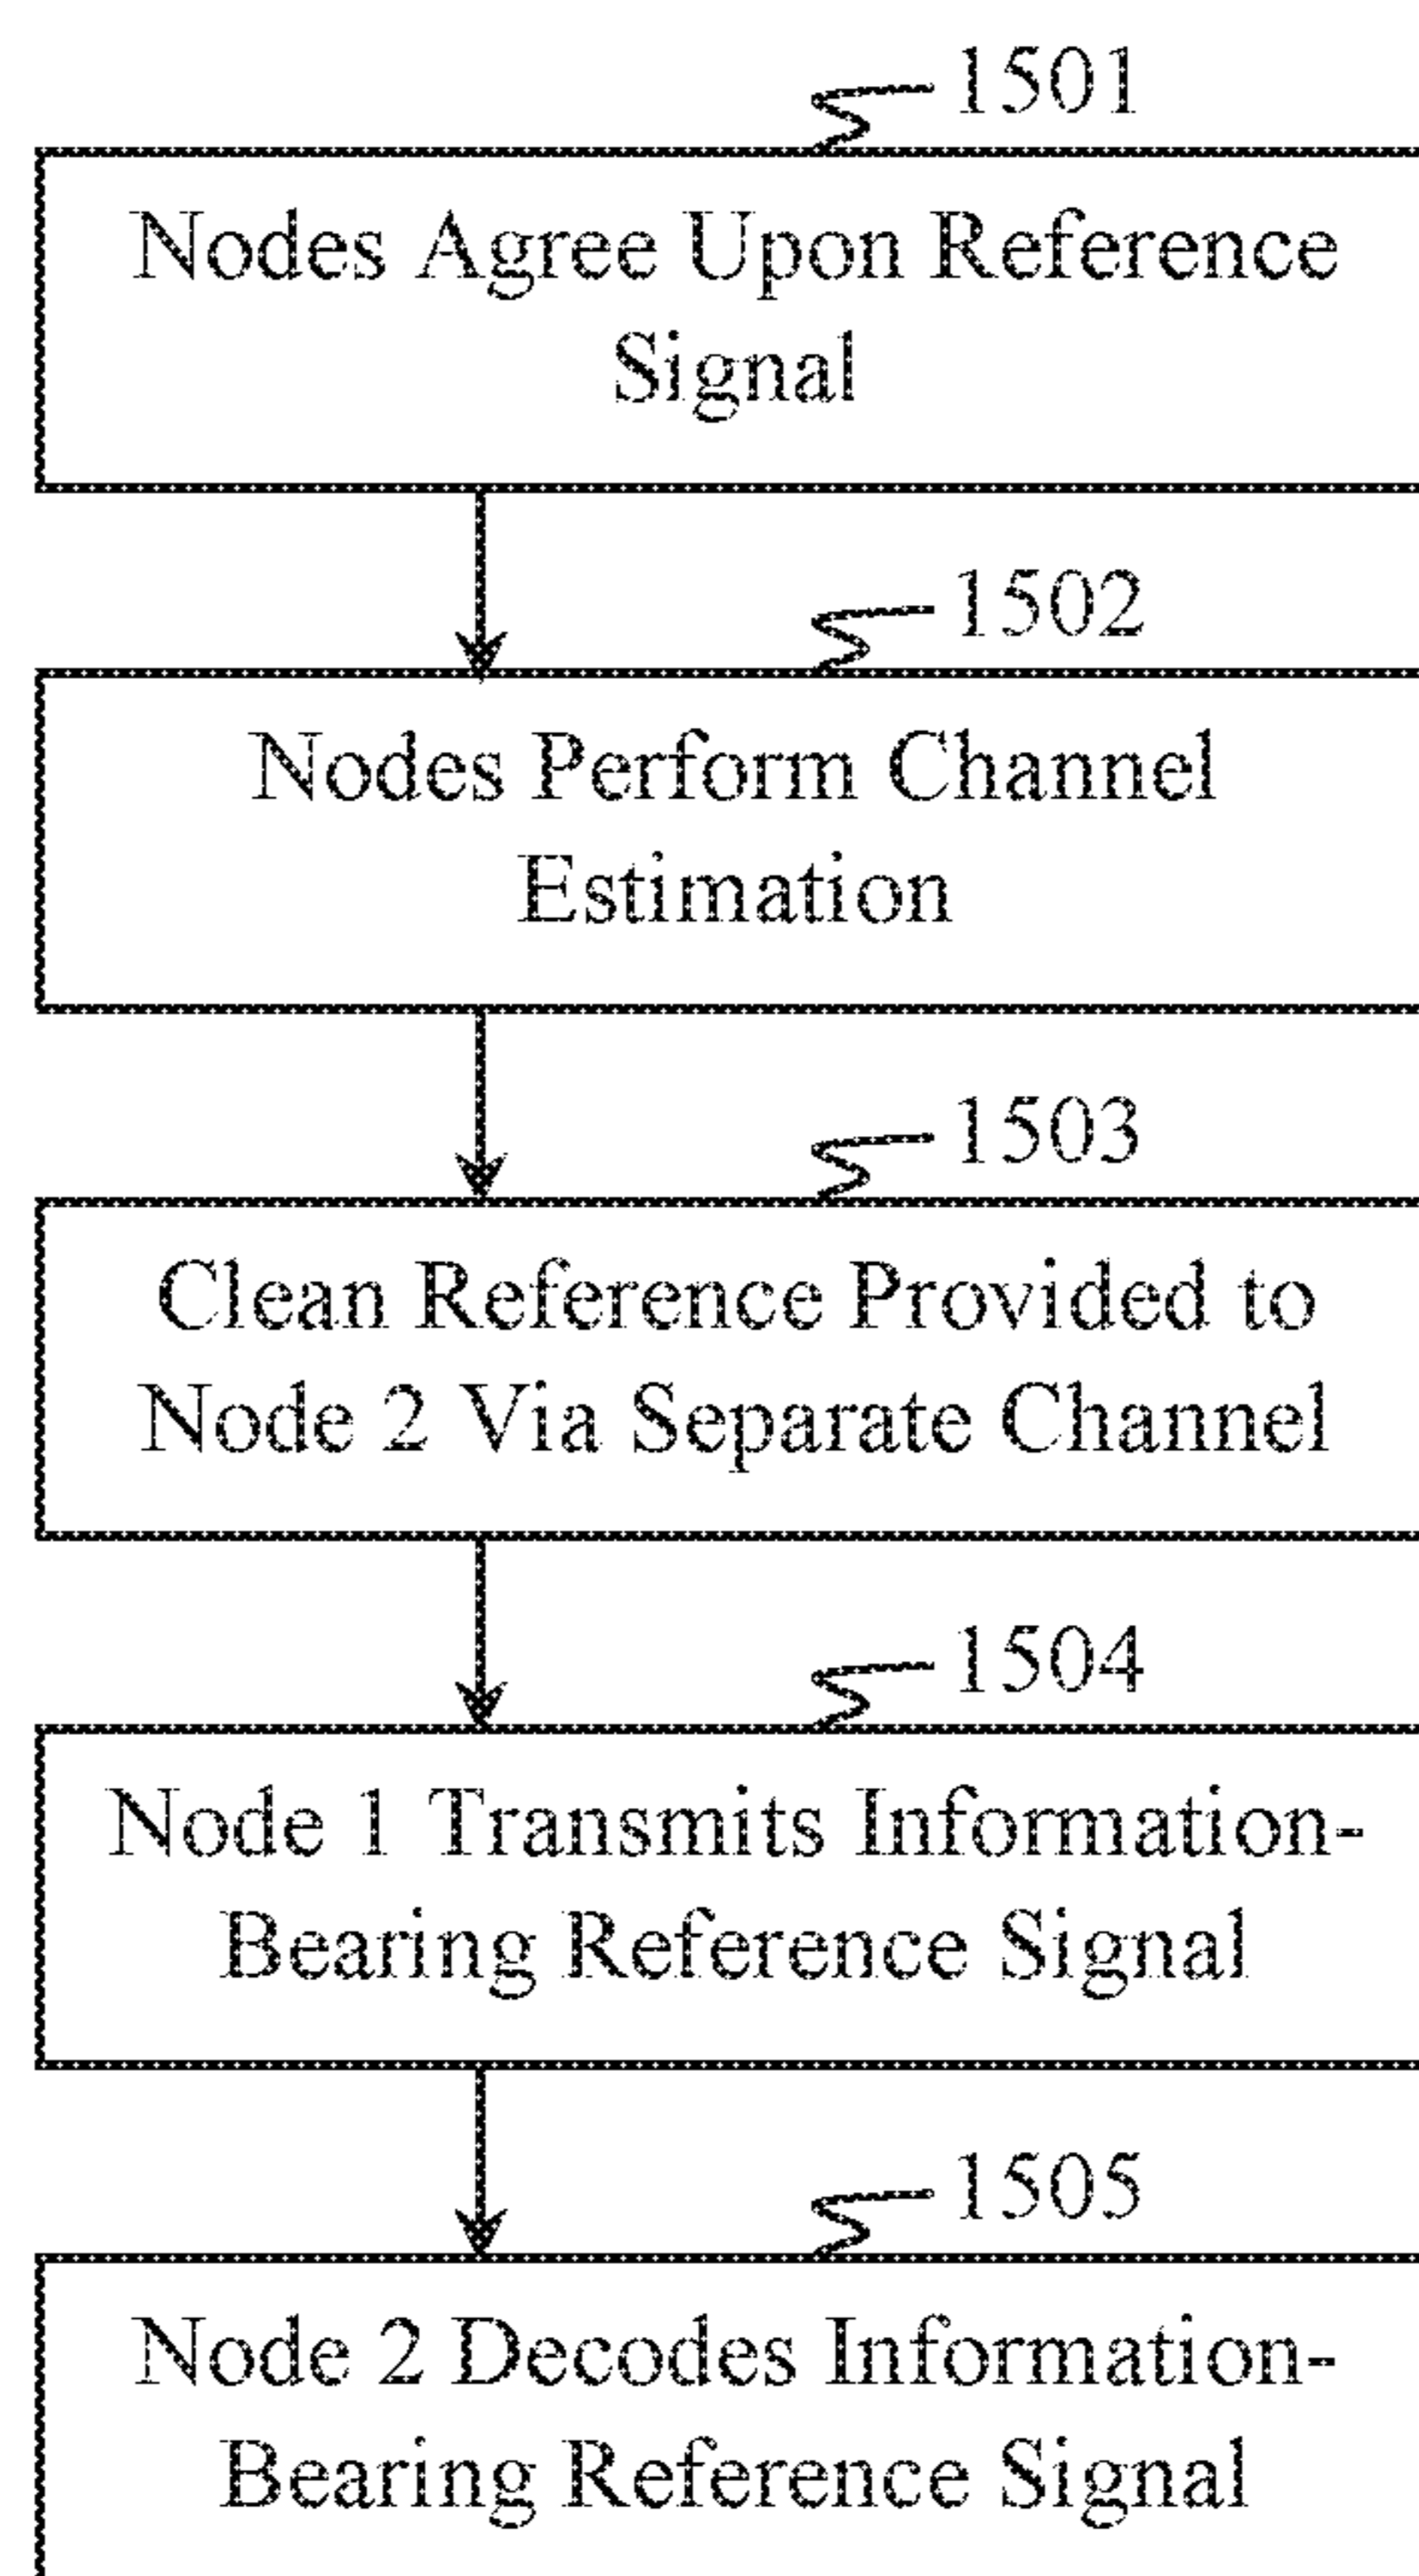 1501
Nodes Agree Upon Reference
Signal
1502
Nodes Perform Channel
Estimation
1503
Clean Reference Provided to
Node 2 Via Separate Channel
1504
Node 1 Transmits Information-
Bearing Reference Signal
1505
Node 2 Decodes Information-
Bearing Reference Signal